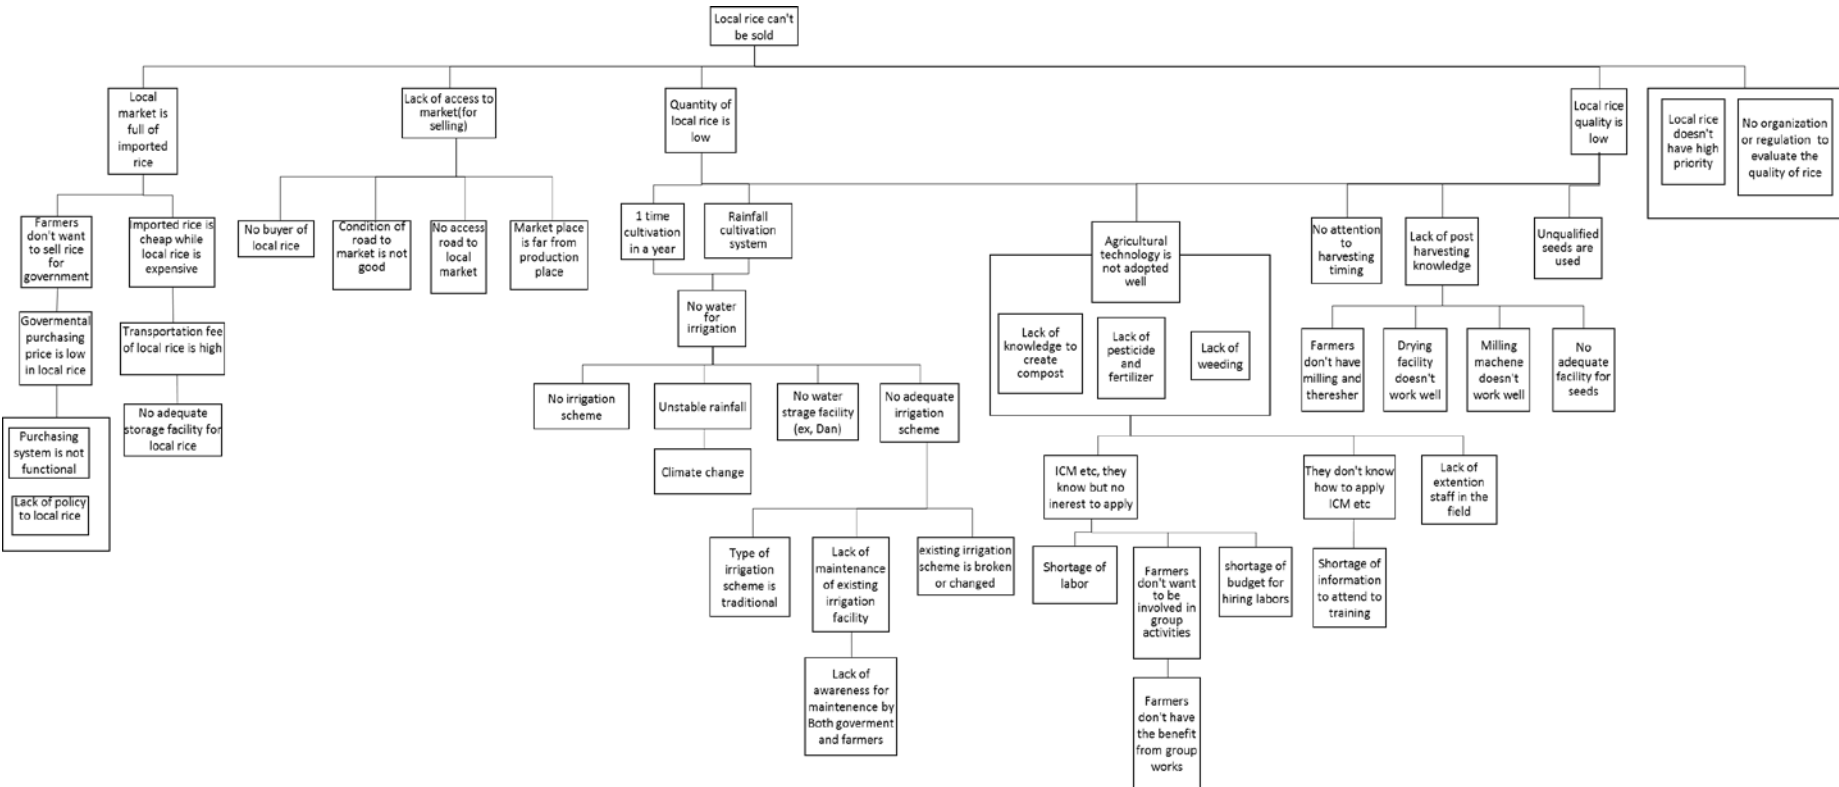 Local rice can't
be sold
Local
market is
full of
imported
rice
Lack of access to
market(for
selling)
Quantity of
local rice is
low
Local rice
quality is
low
Local rice
doesn't
have high
priority
No organization
or regulation to
evaluate the
quality of rice
Farmers
don't want
to sell rice
for
government
Imported rice is
cheap while
local rice is
expensive
No buyer of
local rice
Condition of
road to
market is not
good
No access
road to
local
market
Market place
is far from
production
place
1 time
cultivation
in a year
Rainfall
cultivation
system
Agricultural
technology is
not adopted
well
No attention
to
harvesting
timing
Lack of post
harvesting
knowledge
Unqualified
seeds are
used
Govermental
purchasing
price is low
in local rice
Transportation fee
of local rice is high
No water
for
irrigation
Lack of
knowledge to
create
compost
Lack of
pesticide
and
fertilizer
Lack of
weeding
Farmers
don't have
milling and
theresher
Drying
facility
doesn't
work well
Milling
machene
doesn't
work well
No
adequate
facility for
seeds
Purchasing
system is not
functional
Lack of policy
to local rice
No adequate
storage facility for
local rice
No irrigation
scheme
Unstable rainfall
No water
strage facility
(ex, Dan)
No adequate
irrigation
scheme
Climate change
ICM etc, they
know but no
inerest to apply
They don't know
how to apply
ICM etc
Lack of
extention
staff in the
field
Type of
irrigation
scheme is
traditional
Lack of
maintenance
of existing
irrigation
facility
existing irrigation
scheme is broken
or changed
Shortage of
labor
Farmers
don't want
to be
involved in
group
activities
shortage of
budget for
hiring labors
Shortage of
information
to attend to
training
Lack of
awareness for
maintenence by
Both goverment
and farmers
Farmers
don't have
the benefit
from group
works